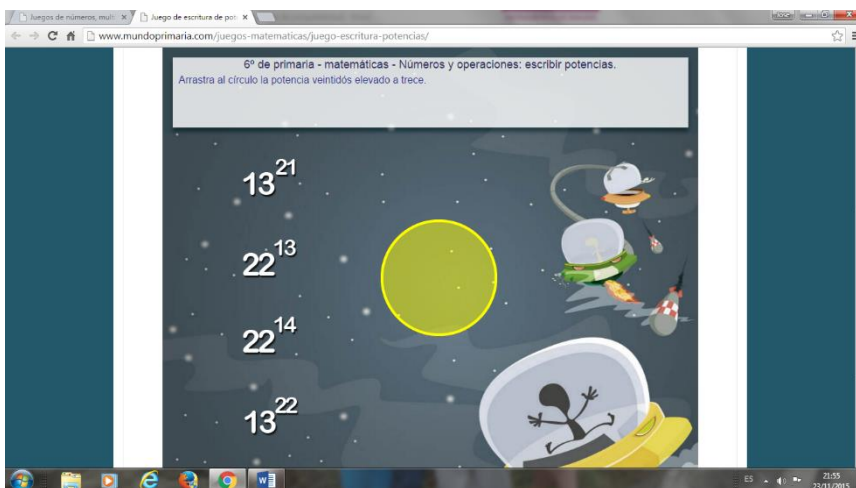 Juegos de números, mult
Juego de escritura de pot
www.mundoprimaria.com/juegos-matematicas/juego-escritura-potencias/
6º de primaria - matemáticas - Números y operaciones: escribir potencias.
Arrastra al círculo la potencia veintidós elevado a trece.
13²¹
22¹³
22¹⁴
13²²
ES
21:55
23/11/2015